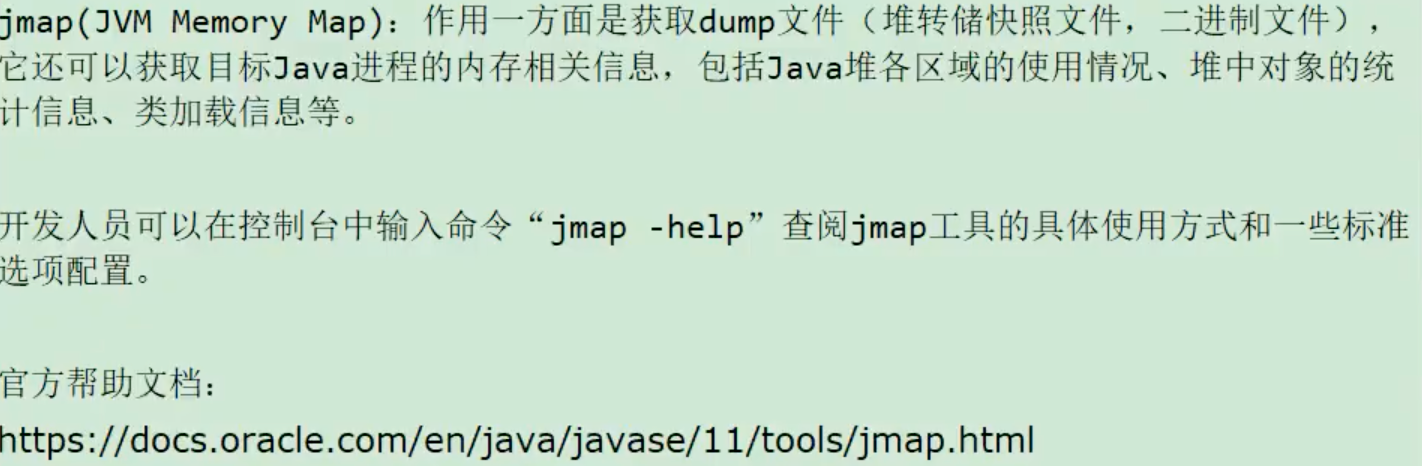 jmap(JVM Memory Map)：作用一方面是获取dump文件（堆转储快照文件，二进制文件），
它还可以获取目标Java进程的内存相关信息，包括Java堆各区域的使用情况、堆中对象的统
计信息、类加载信息等。
开发人员可以在控制台中输入命令“jmap -help”查阅jmap工具的具体使用方式和一些标准
选项配置。
官方帮助文档：
https://docs.oracle.com/en/java/javase/11/tools/jmap.html